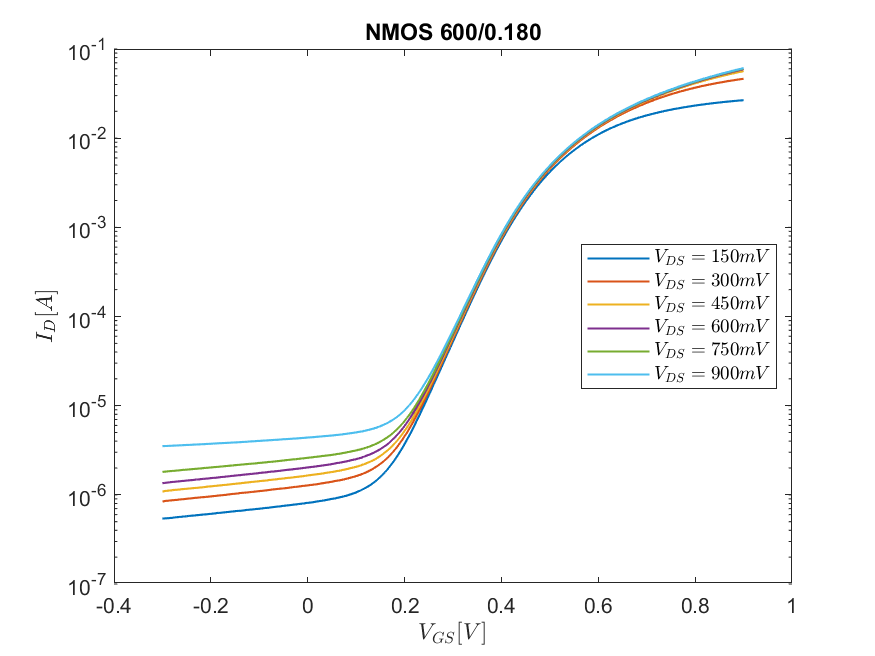 NMOS 600/0.180
10^-1
10^-2
10^-3
10^-4
10^-5
10^-6
10^-7
I_D[A]
V_DS = 150mV
V_DS = 300mV
V_DS = 450mV
V_DS = 600mV
V_DS = 750mV
V_DS = 900mV
-0.4 -0.2 0 0.2 0.4 0.6 0.8 1
V_GS[V]